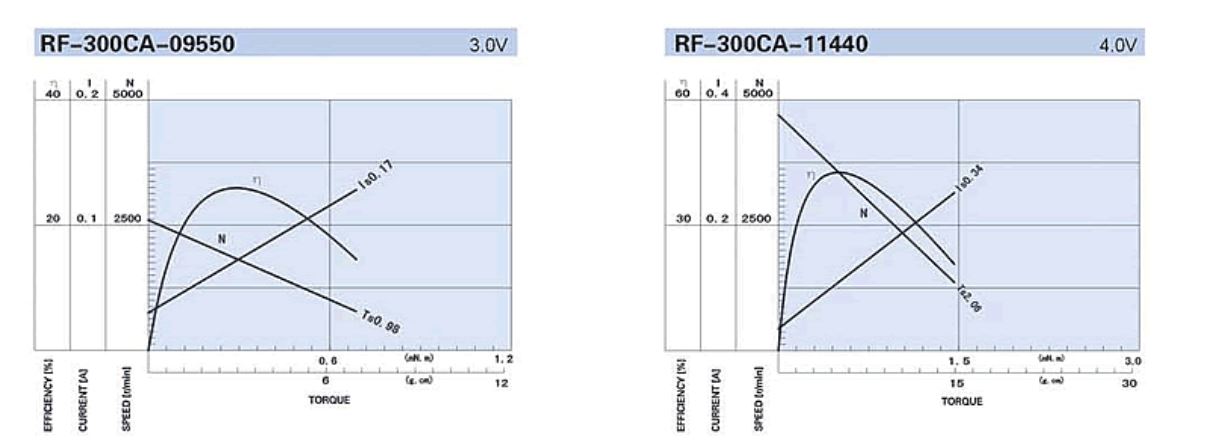 RF-300CA-09550 3.0V
η I N
40 0.2 5000
η
Is0.17
20 0.1 2500
N
Ts0.98
0.6 (mN.m) 1.2
6 (g.cm) 12
EFFICIENCY [%]
CURRENT [A]
SPEED [r/min]
TORQUE
RF-300CA-11440 4.0V
η I N
60 0.4 5000
η
Is0.34
30 0.2 2500
N
Ts2.06
1.5 (mN.m) 3.0
15 (g.cm) 30
EFFICIENCY [%]
CURRENT [A]
SPEED [r/min]
TORQUE